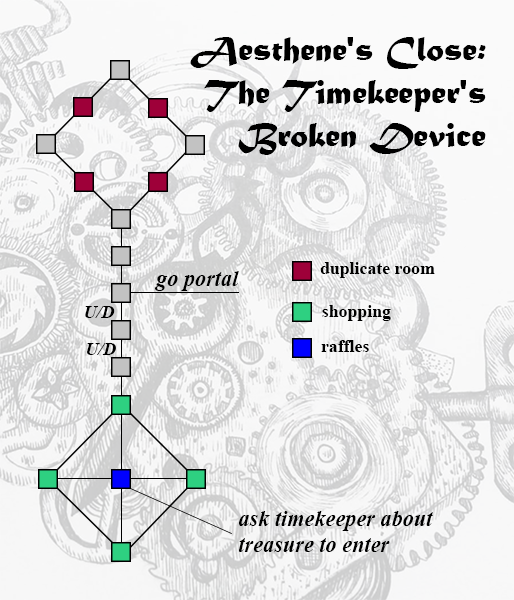 Aesthene's Close:
The Timekeeper's
Broken Device
duplicate room
go portal
shopping
U/D
raffles
U/D
ask timekeeper about
treasure to enter